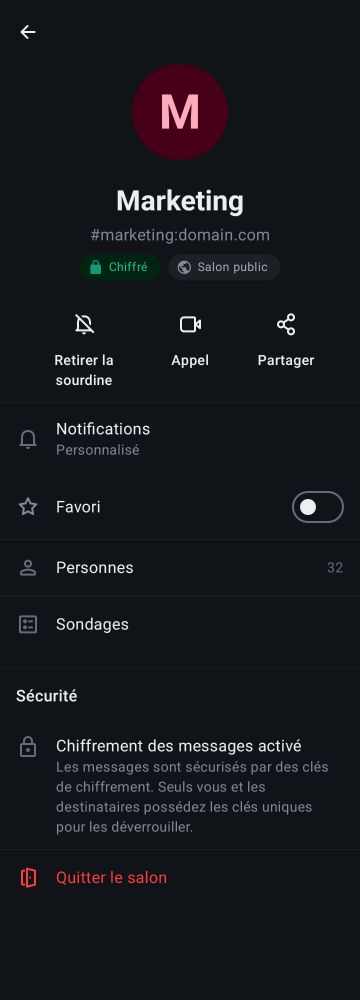 M
Marketing
#marketing:domain.com
Chiffré
Salon public
Retirer la
sourdine
Appel
Partager
Notifications
Personnalisé
Favori
Personnes
32
Sondages
Sécurité
Chiffrement des messages activé
Les messages sont sécurisés par des clés
de chiffrement. Seuls vous et les
destinataires possédez les clés uniques
pour les déverrouiller.
Quitter le salon